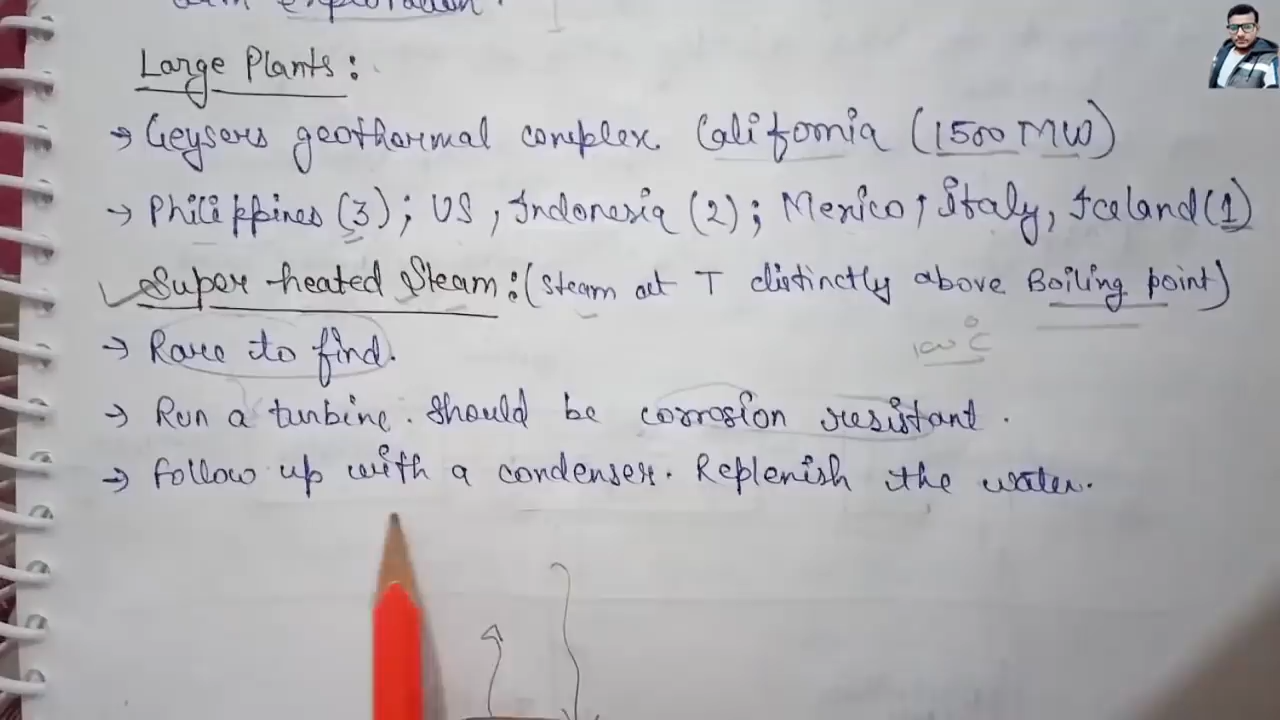 Large Plants:
→ Geysers geothermal complex. California (1500 MW)
→ Philippines (3); US, Indonesia (2); Mexico, Italy, Iceland (1)
Super heated Steam: (Steam at T distinctly above Boiling point)
100°C
→ Rare to find.
→ Run a turbine. Should be corrosion resistant.
→ Follow up with a condenser. Replenish the water.